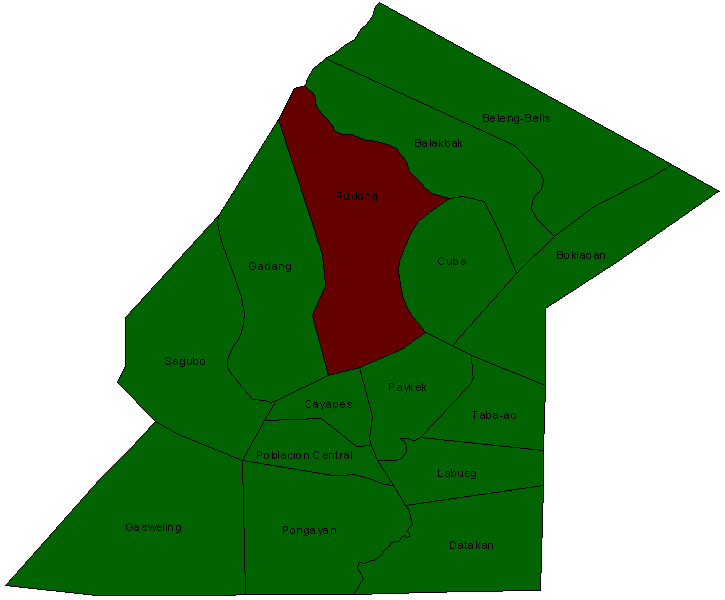 Beleng-Belis
Balakbak
Pudong
Boklaoan
Cuba
Gadang
Sagubo
Paykek
Cayapes
Taba-ao
Poblacion Central
Labueg
Gasweling
Pongayan
Datakan